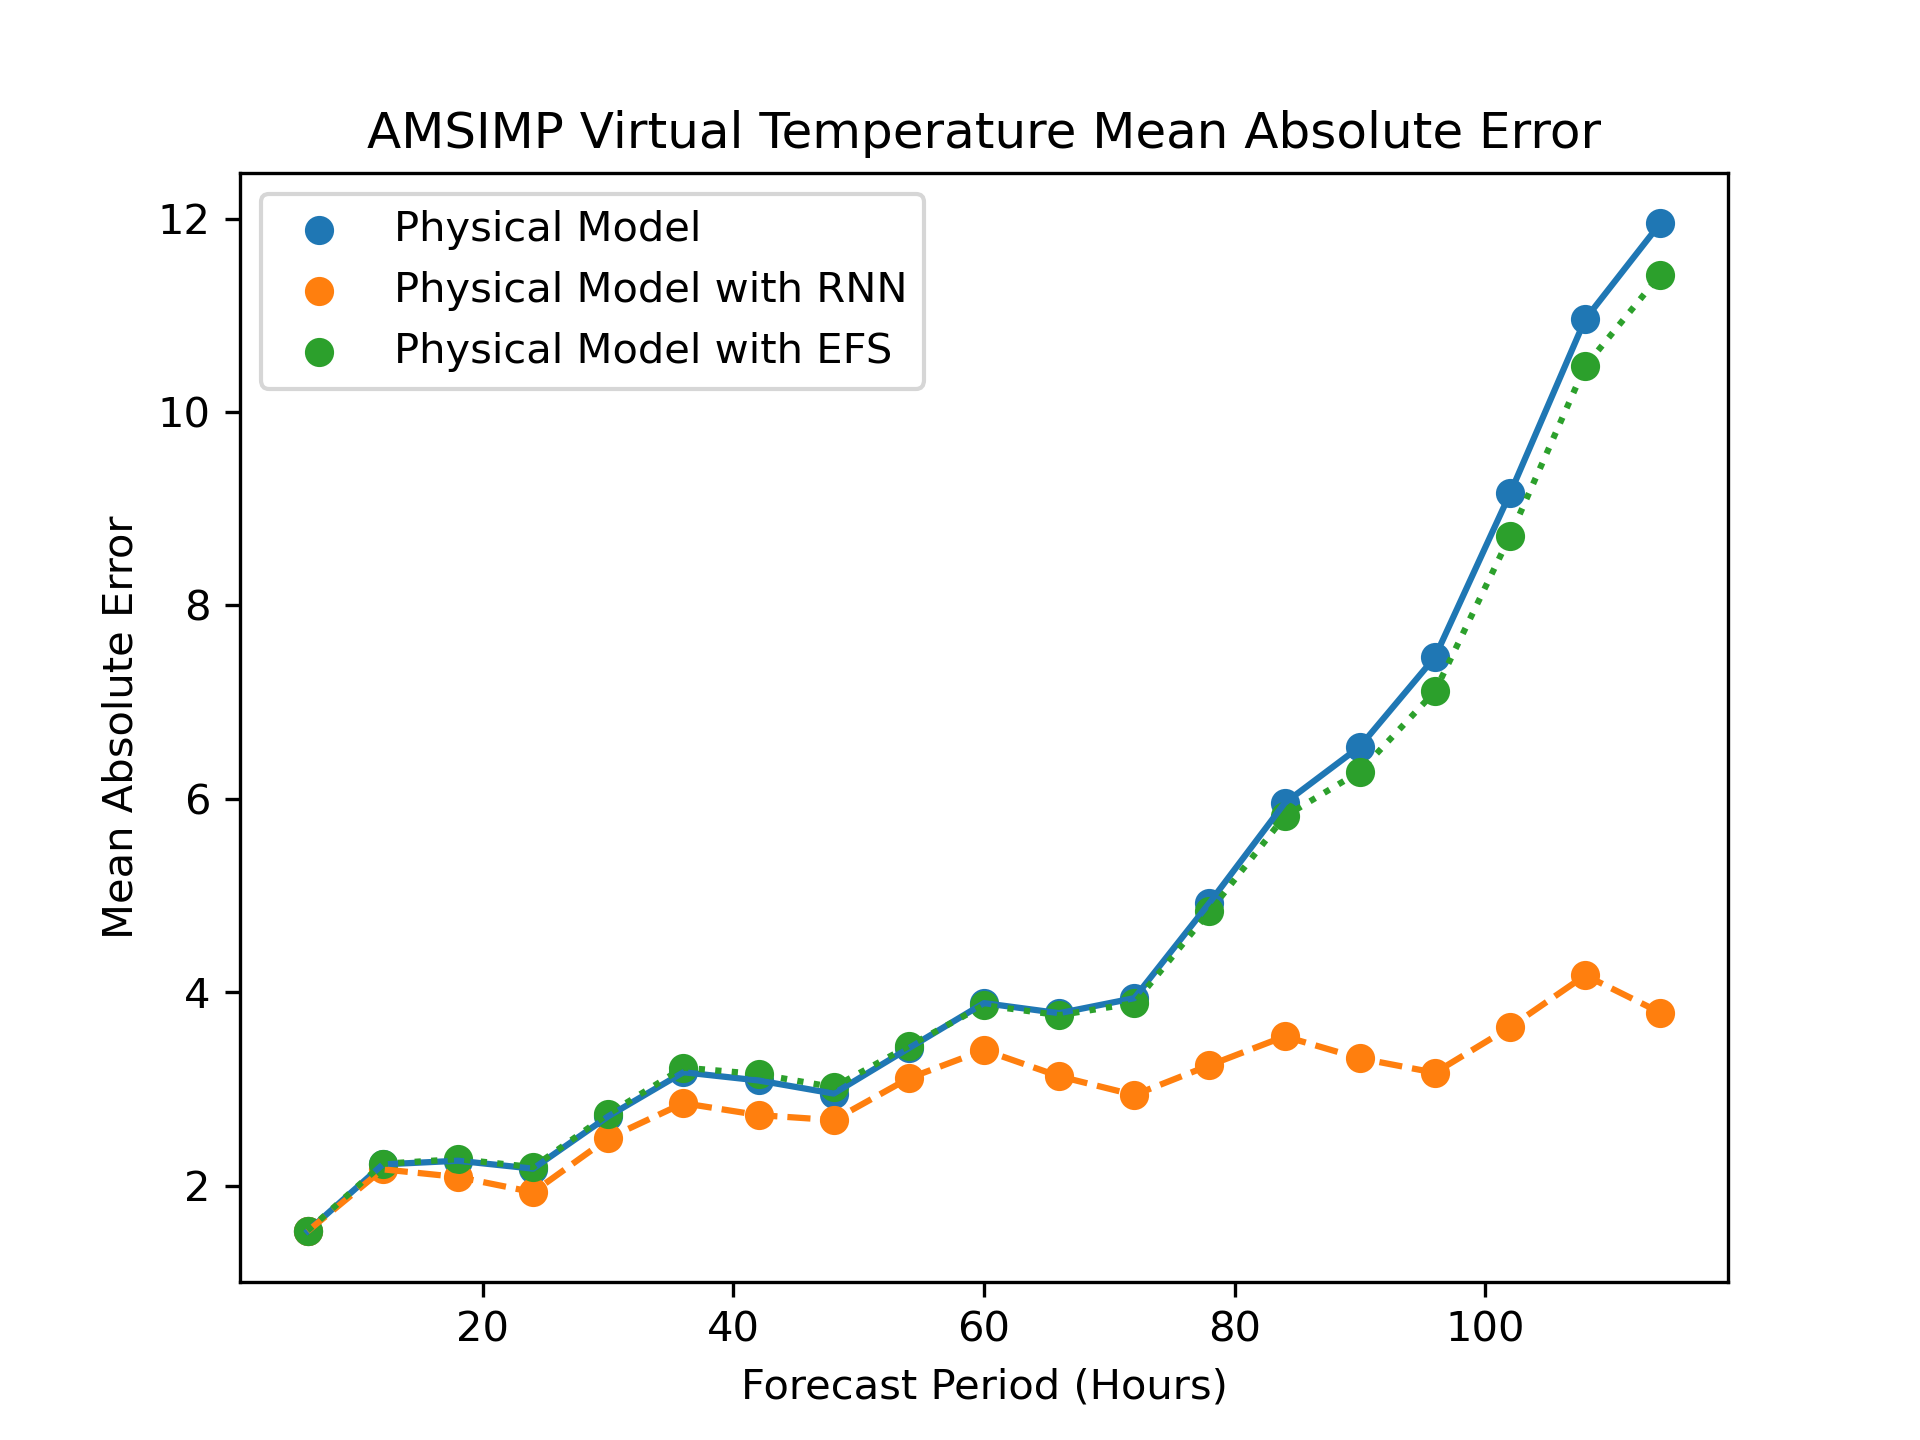 AMSIMP Virtual Temperature Mean Absolute Error
Physical Model
Physical Model with RNN
Physical Model with EFS
Mean Absolute Error
12
10
8
6
4
2
20 40 60 80 100
Forecast Period (Hours)